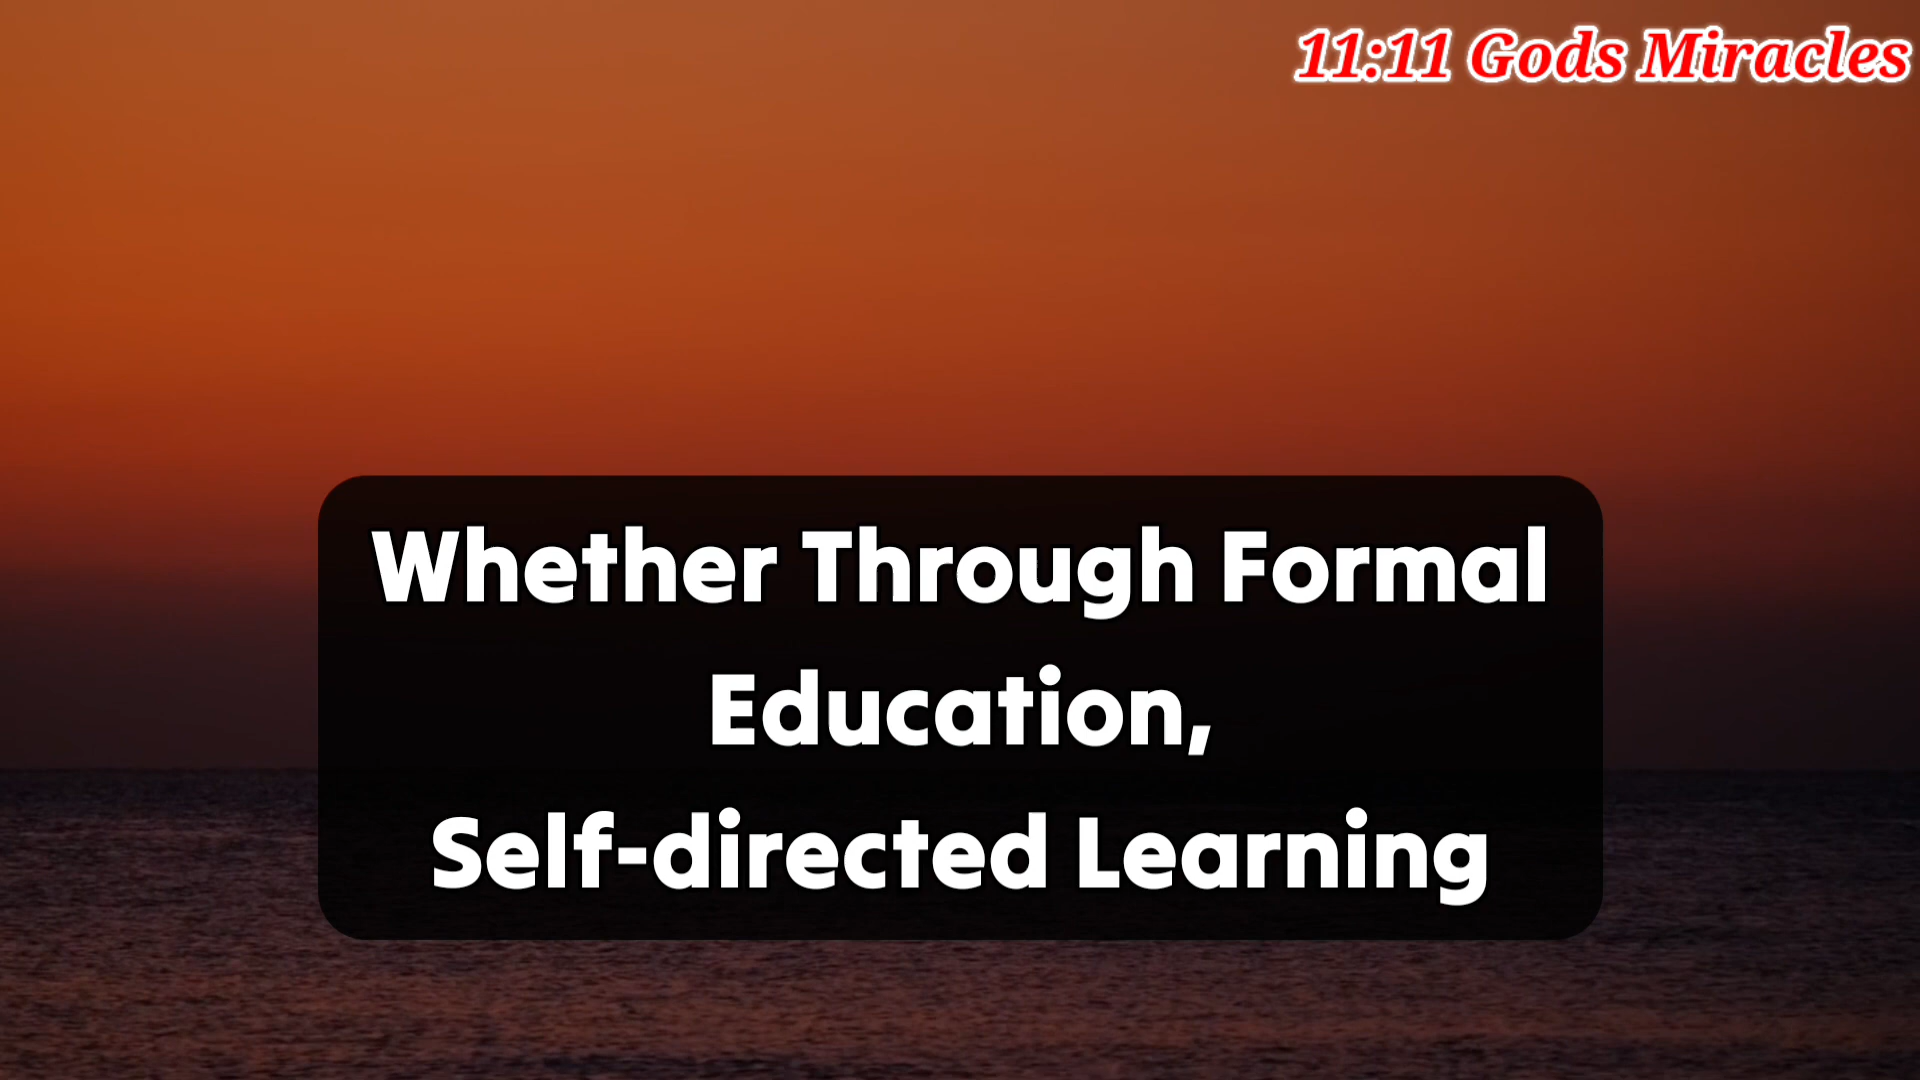 11:11 Gods Miracles
Whether Through Formal
Education,
Self-directed Learning